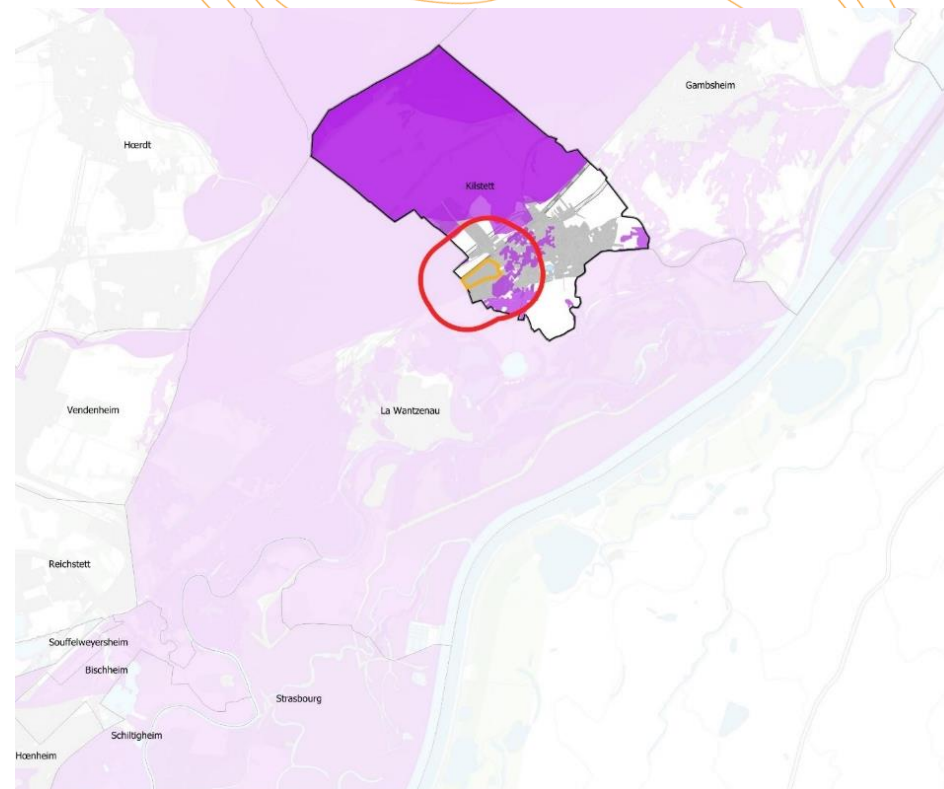 Gambsheim
Hœrdt
Kilstett
Vendenheim
La Wantzenau
Reichstett
Souffelweyersheim
Bischheim
Strasbourg
Schiltigheim
Hœnheim